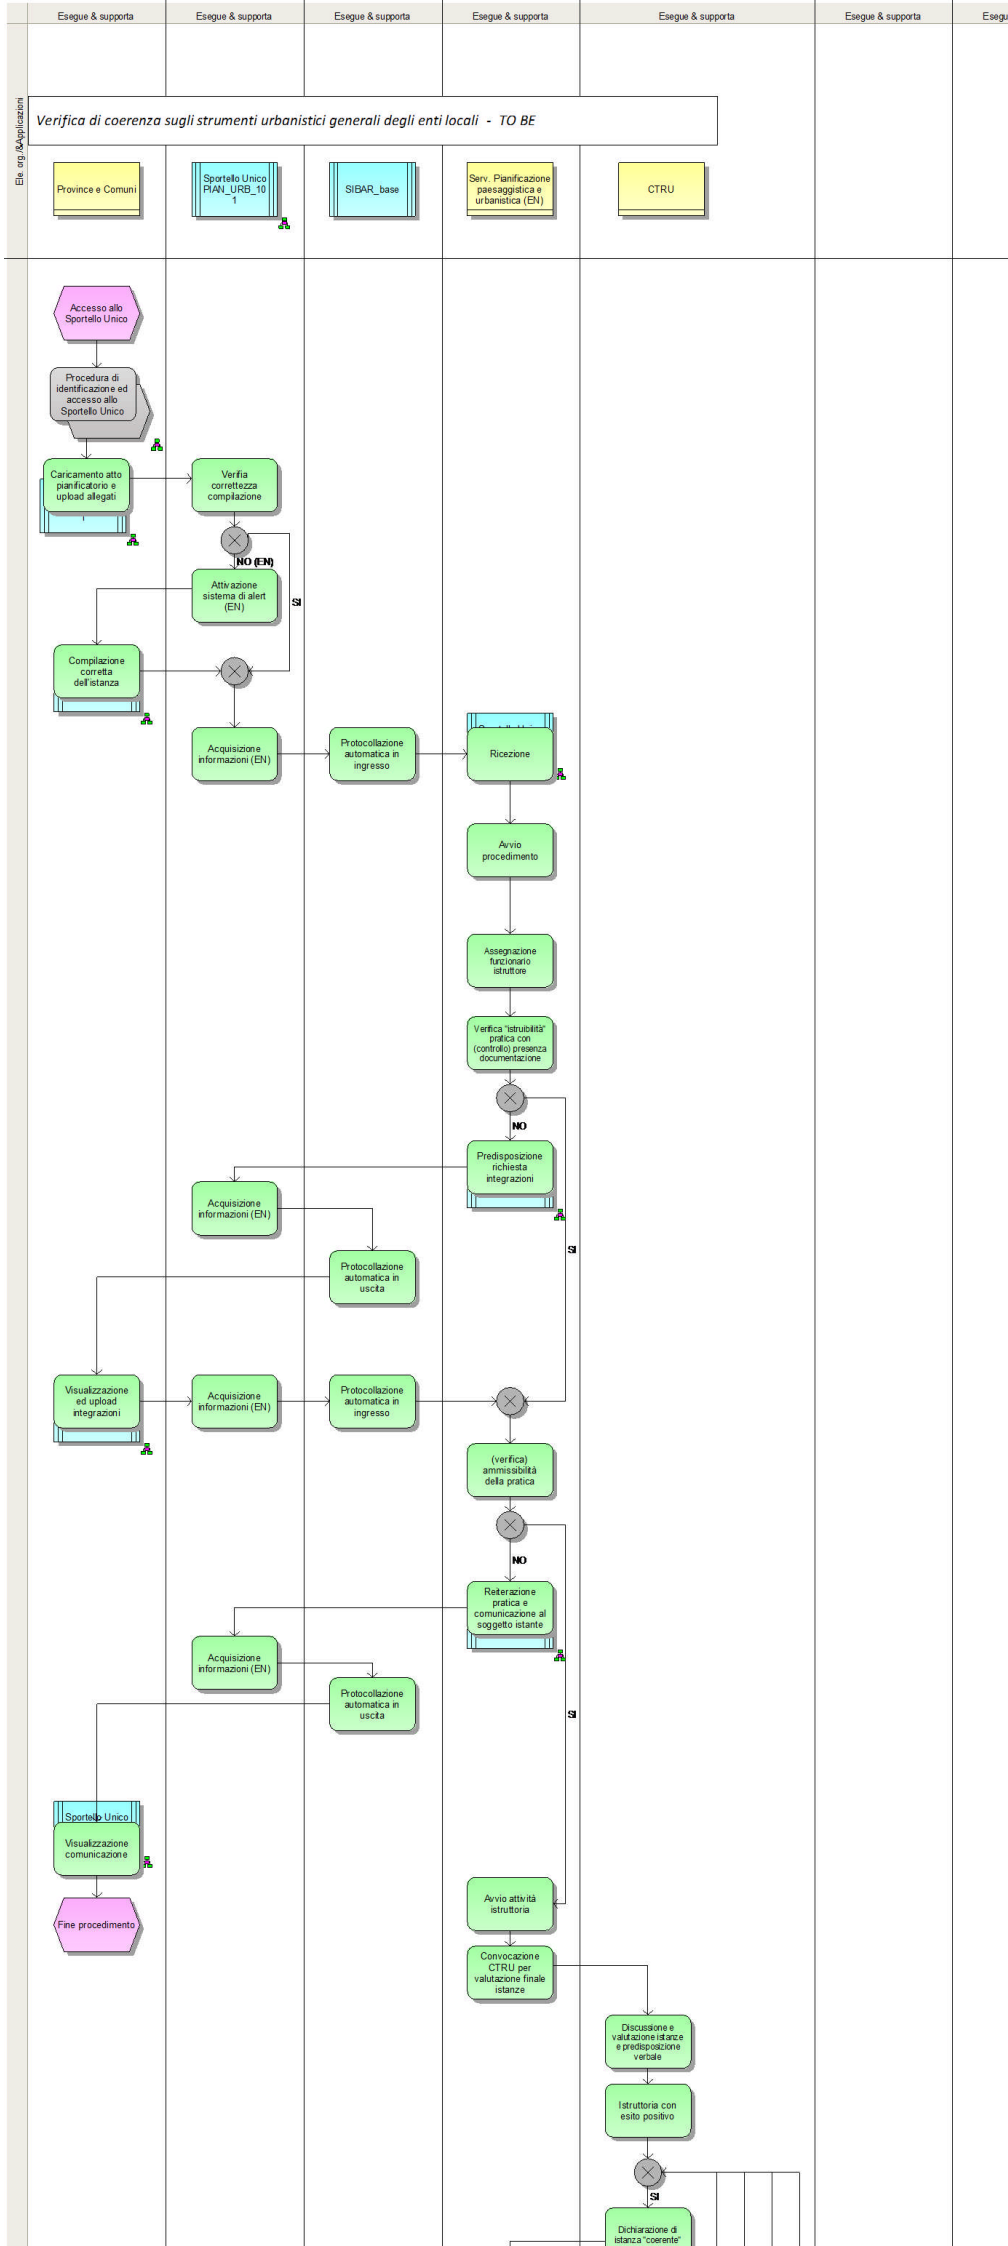 Esegue & supporta
Esegue & supporta
Esegue & supporta
Esegue & supporta
Esegue & supporta
Esegue & supporta
Esegu
Ele. org./&Applicazioni
Verifica di coerenza sugli strumenti urbanistici generali degli enti locali - TO BE
Province e Comuni
Sportello Unico
PIAN_URB_10
1
SIBAR_base
Serv. Pianificazione
paesaggistica e
urbanistica (EN)
CTRU
Accesso allo
Sportello Unico
Procedura di
identificazione ed
accesso allo
Sportello Unico
Caricamento atto
pianificatorio e
upload allegati
Verifia
correttezza
compilazione
NO (EN)
Attivazione
sistema di alert
(EN)
SI
Compilazione
corretta
dell'istanza
Acquisizione
informazioni (EN)
Protocollazione
automatica in
ingresso
Ricezione
Avvio
procedimento
Assegnazione
funzionario
istruttore
Verifica "istruibilità"
pratica con
(controllo) presenza
documentazione
NO
Predisposizione
richiesta
integrazioni
Acquisizione
informazioni (EN)
SI
Protocollazione
automatica in
uscita
Visualizzazione
ed upload
integrazioni
Acquisizione
informazioni (EN)
Protocollazione
automatica in
ingresso
(verifica)
ammissibilità
della pratica
NO
Reiterazione
pratica e
comunicazione al
soggetto istante
Acquisizione
informazioni (EN)
Protocollazione
automatica in
uscita
SI
Sportello Unico
Visualizzazione
comunicazione
Fine procedimento
Avvio attività
istruttoria
Convocazione
CTRU per
valutazione finale
istanze
Discussione e
valutazione istanze
e predisposizione
verbale
Istruttoria con
esito positivo
SI
Dichiarazione di
istanza "coerente"